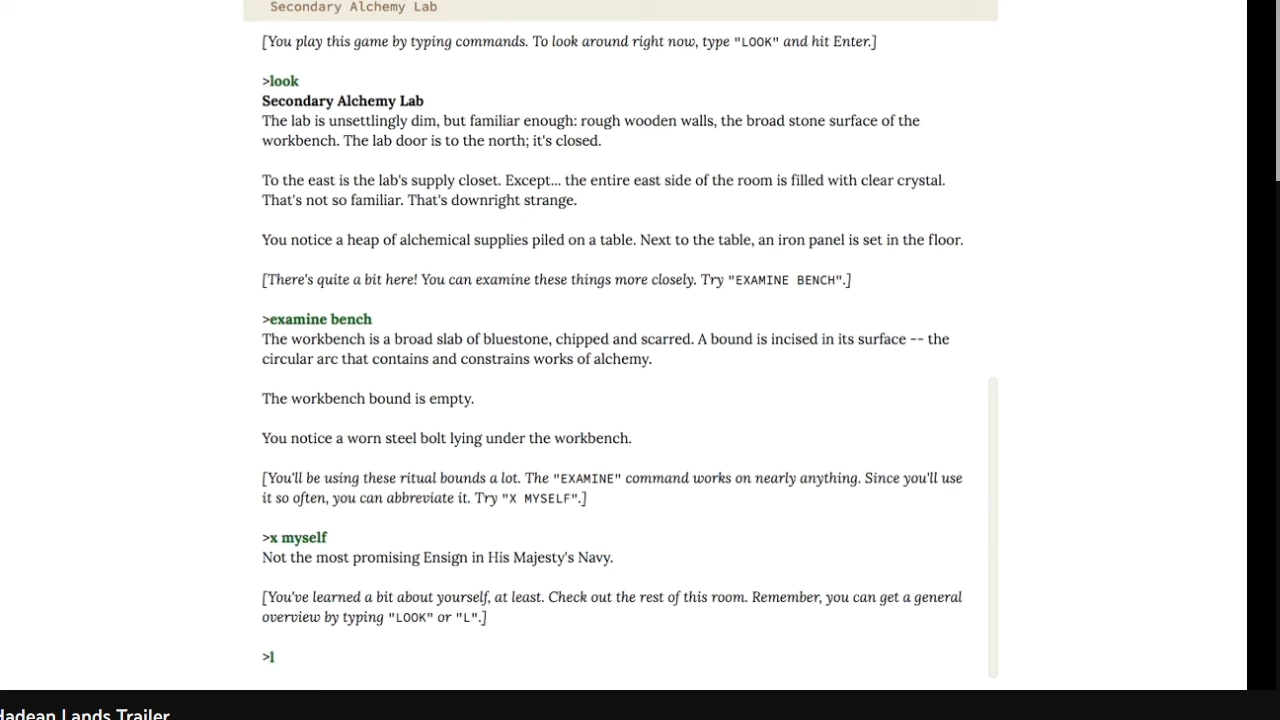 Secondary Alchemy Lab
[You play this game by typing commands. To look around right now, type "LOOK" and hit Enter.]
>look
Secondary Alchemy Lab
The lab is unsettlingly dim, but familiar enough: rough wooden walls, the broad stone surface of the
workbench. The lab door is to the north; it's closed.
To the east is the lab's supply closet. Except... the entire east side of the room is filled with clear crystal.
That's not so familiar. That's downright strange.
You notice a heap of alchemical supplies piled on a table. Next to the table, an iron panel is set in the floor.
[There's quite a bit here! You can examine these things more closely. Try "EXAMINE BENCH".]
>examine bench
The workbench is a broad slab of bluestone, chipped and scarred. A bound is incised in its surface -- the
circular arc that contains and constrains works of alchemy.
The workbench bound is empty.
You notice a worn steel bolt lying under the workbench.
[You'll be using these ritual bounds a lot. The "EXAMINE" command works on nearly anything. Since you'll use
it so often, you can abbreviate it. Try "X MYSELF".]
>x myself
Not the most promising Ensign in His Majesty's Navy.
[You've learned a bit about yourself, at least. Check out the rest of this room. Remember, you can get a general
overview by typing "LOOK" or "L".]
>l
Hadean Lands Trailer